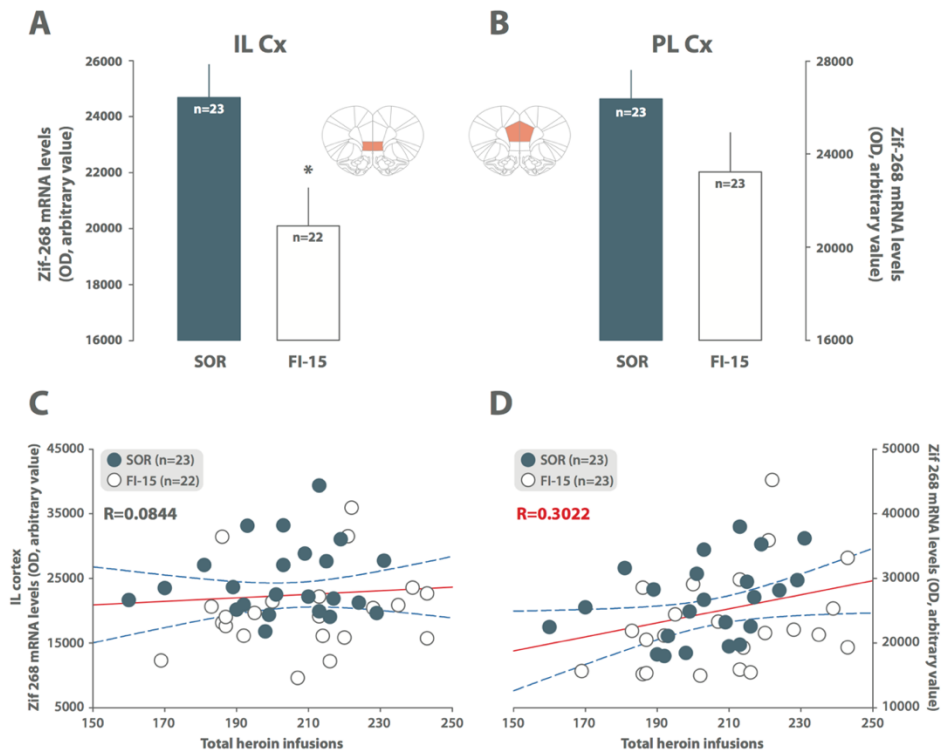 A
B
IL Cx
PL Cx
Zif-268 mRNA levels
(OD, arbitrary value)
26000
24000
22000
20000
18000
16000
n=23
*
n=22
SOR
FI-15
n=23
n=23
SOR
FI-15
28000
24000
20000
16000
Zif-268 mRNA levels
(OD, arbitrary value)
C
D
IL cortex
Zif 268 mRNA levels (OD, arbitrary value)
45000
35000
25000
15000
5000
SOR (n=23)
FI-15 (n=22)
R=0.0844
150 170 190 210 230 250
Total heroin infusions
SOR (n=23)
FI-15 (n=23)
R=0.3022
150 170 190 210 230 250
Total heroin infusions
50000
40000
30000
20000
10000
Zif 268 mRNA levels (OD, arbitrary value)